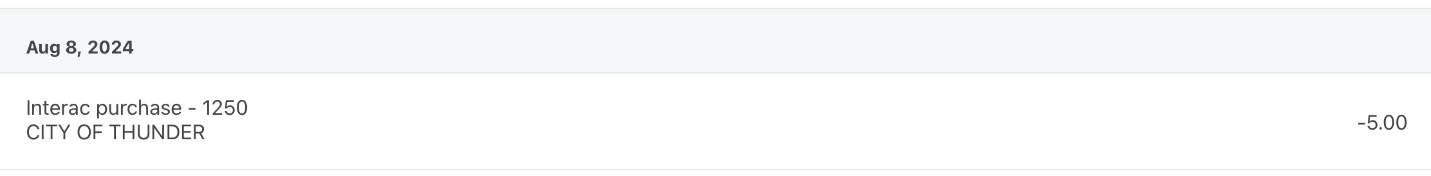 Aug 8, 2024
Interac purchase - 1250
CITY OF THUNDER
-5.00